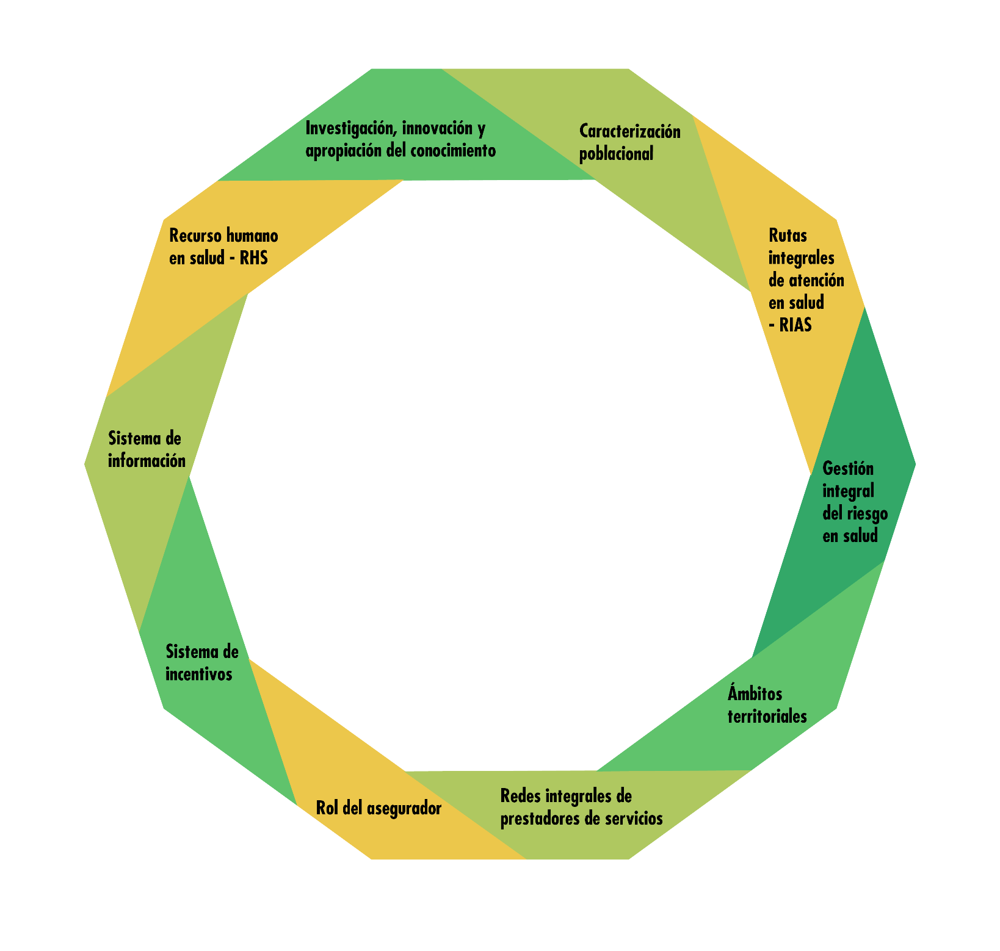 Investigación, innovación y
apropiación del conocimiento
Caracterización
poblacional
Rutas
integrales
de atención
en salud
- RIAS
Gestión
integral
del riesgo
en salud
Ámbitos
territoriales
Redes integrales de
prestadores de servicios
Rol del asegurador
Sistema de
incentivos
Sistema de
información
Recurso humano
en salud - RHS